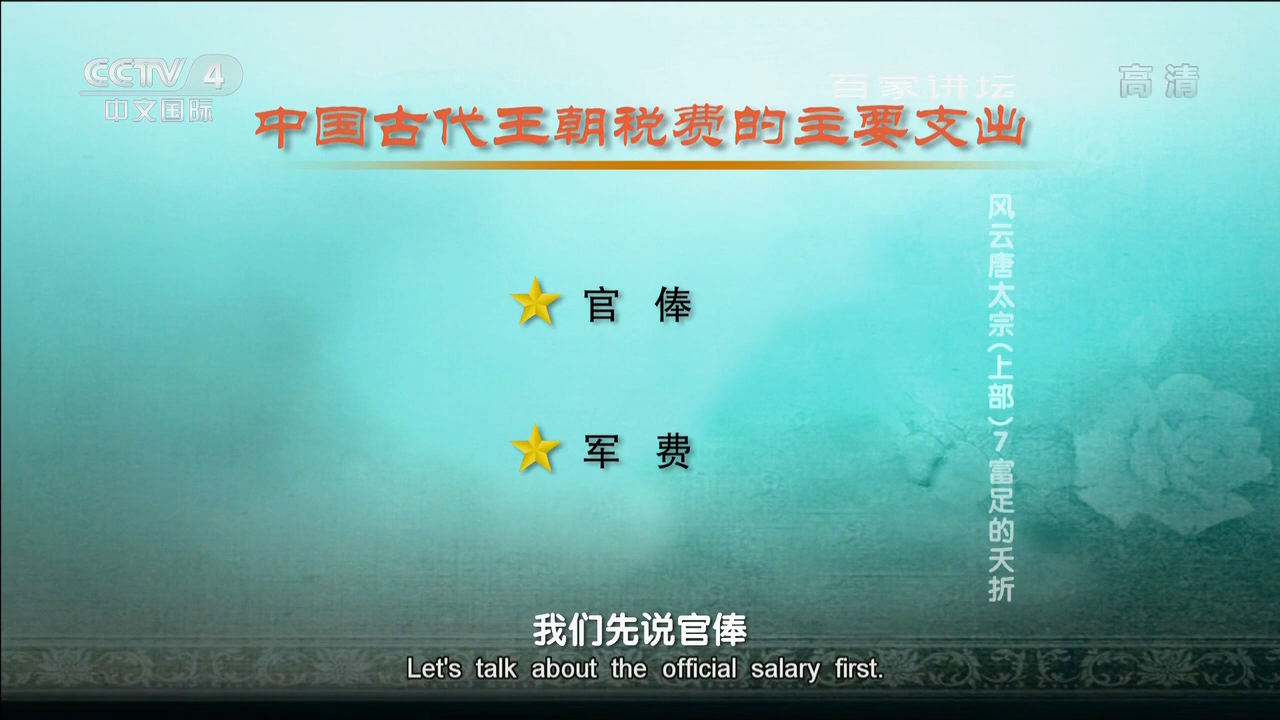 CCTV 4
中文国际
百家讲坛
高清
中国古代王朝税费的主要支出
官 俸
军 费
风云唐太宗(上部)7富足的夭折
我们先说官俸
Let's talk about the official salary first.